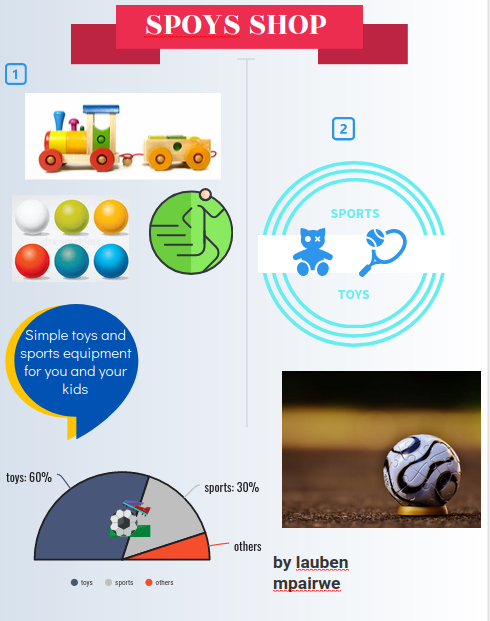 SPOYS SHOP
1
Simple toys and
sports equipment
for you and your
kids
toys: 60%
sports: 30%
others
toys sports others
2
SPORTS
TOYS
by lauben
mpairwe